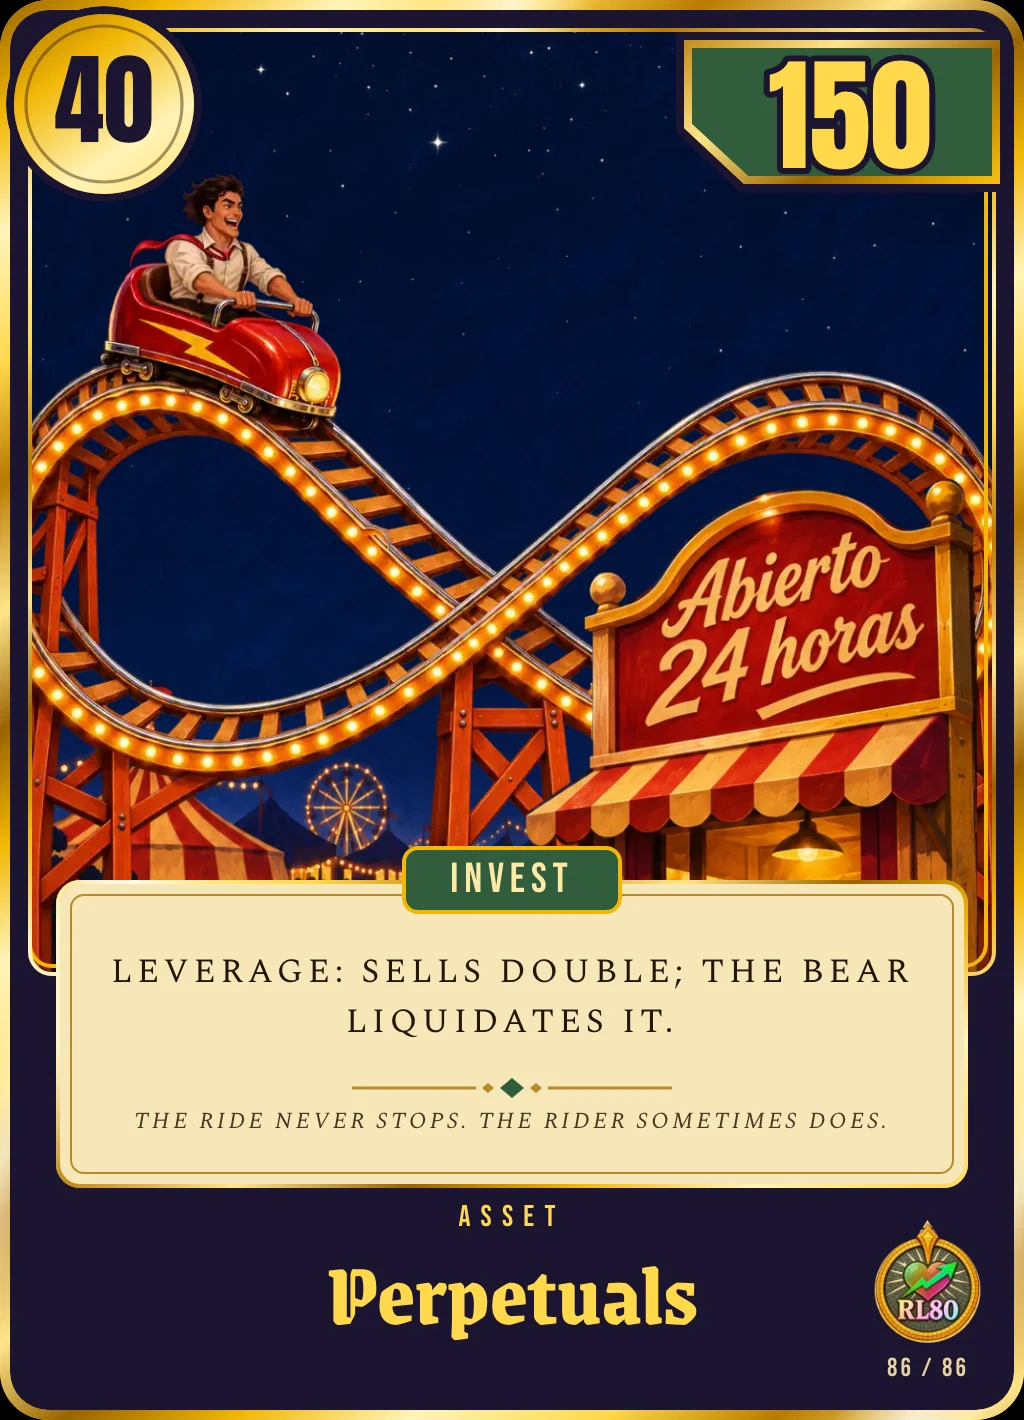 40
150
Abierto
24 horas
INVEST
LEVERAGE: SELLS DOUBLE; THE BEAR
LIQUIDATES IT.
THE RIDE NEVER STOPS. THE RIDER SOMETIMES DOES.
ASSET
Perpetuals
RL80
86 / 86